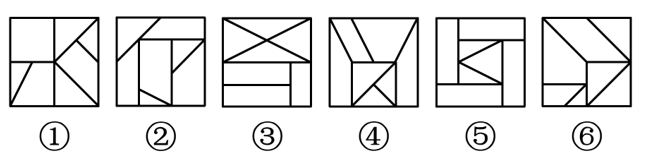 ① ② ③ ④ ⑤ ⑥